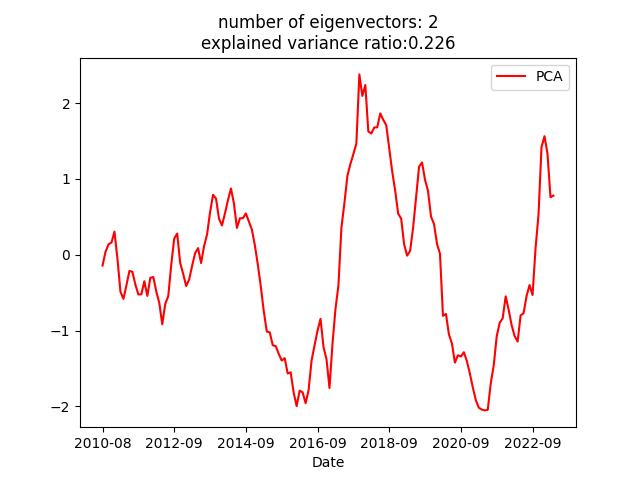 number of eigenvectors: 2
explained variance ratio:0.226
PCA
2
1
0
−1
−2
2010-08 2012-09 2014-09 2016-09 2018-09 2020-09 2022-09
Date